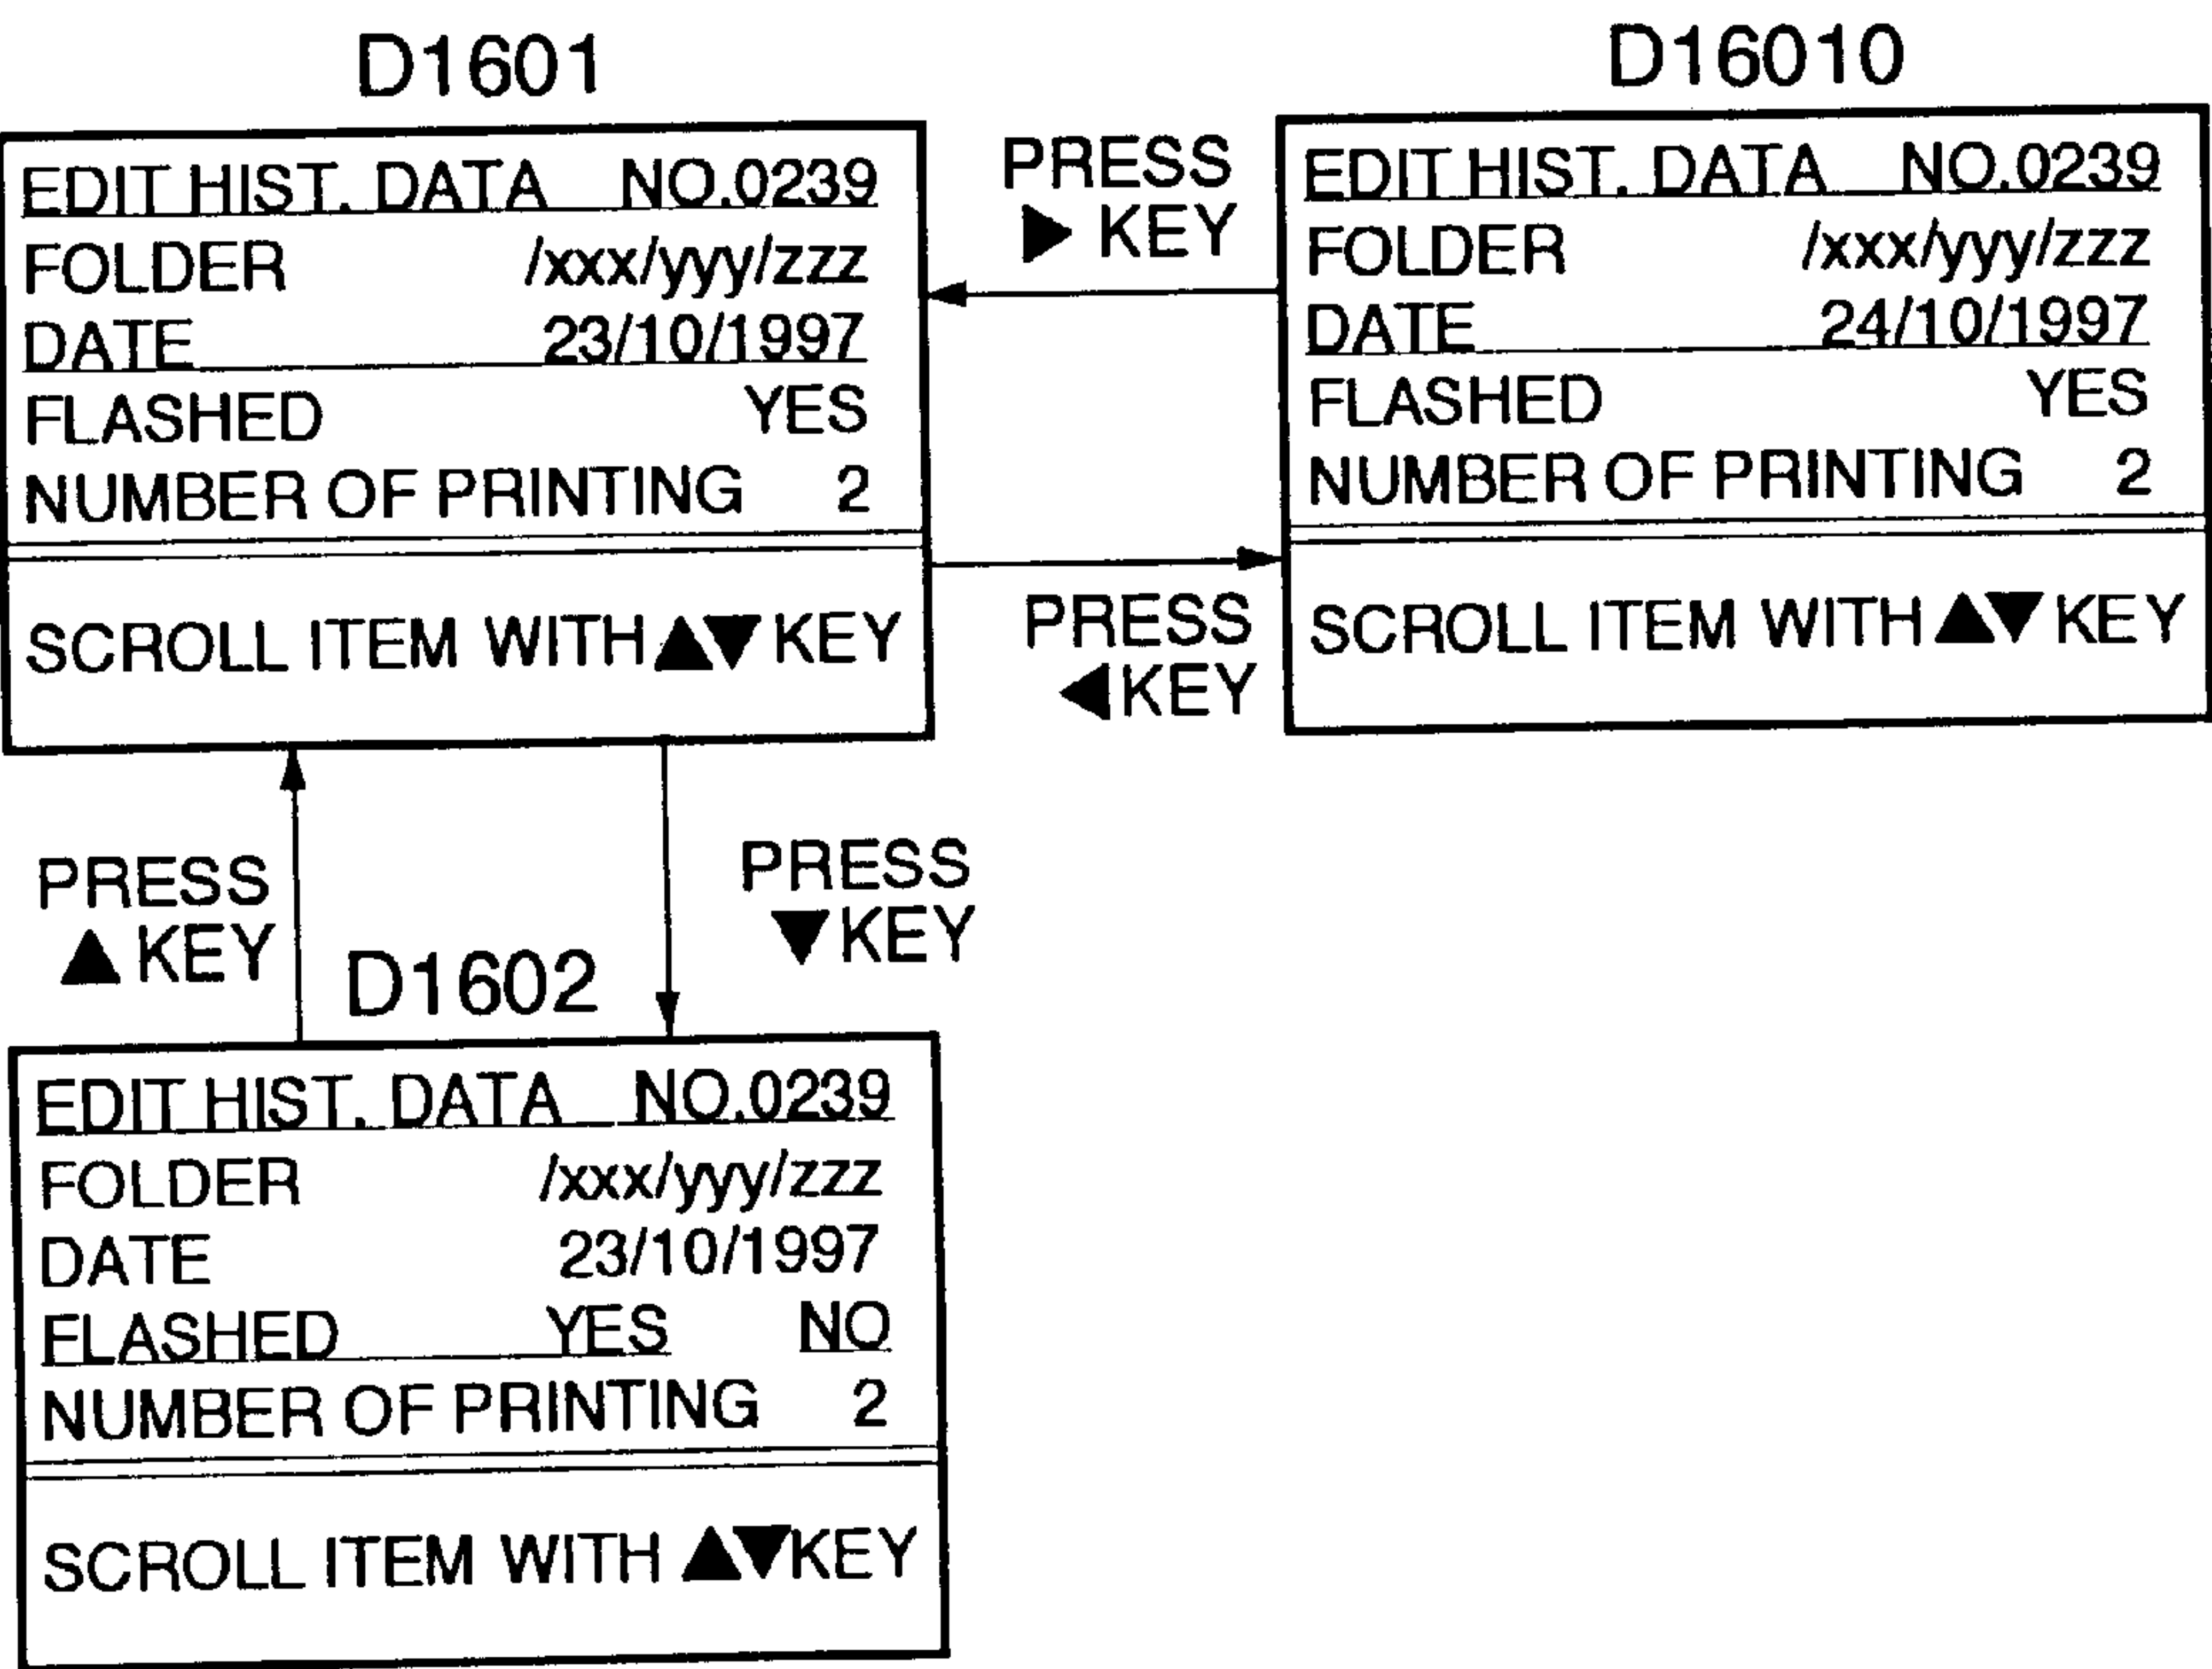 D1601
EDIT HIST. DATA NO.0239
FOLDER /xxx/yyy/zzz
DATE 23/10/1997
FLASHED YES
NUMBER OF PRINTING 2
SCROLL ITEM WITH ▲▼ KEY
PRESS
▶ KEY
PRESS
◀ KEY
D16010
EDIT HIST. DATA NO.0239
FOLDER /xxx/yyy/zzz
DATE 24/10/1997
FLASHED YES
NUMBER OF PRINTING 2
SCROLL ITEM WITH ▲▼ KEY
PRESS
▲ KEY
PRESS
▼ KEY
D1602
EDIT HIST. DATA NO.0239
FOLDER /xxx/yyy/zzz
DATE 23/10/1997
FLASHED YES NO
NUMBER OF PRINTING 2
SCROLL ITEM WITH ▲▼ KEY